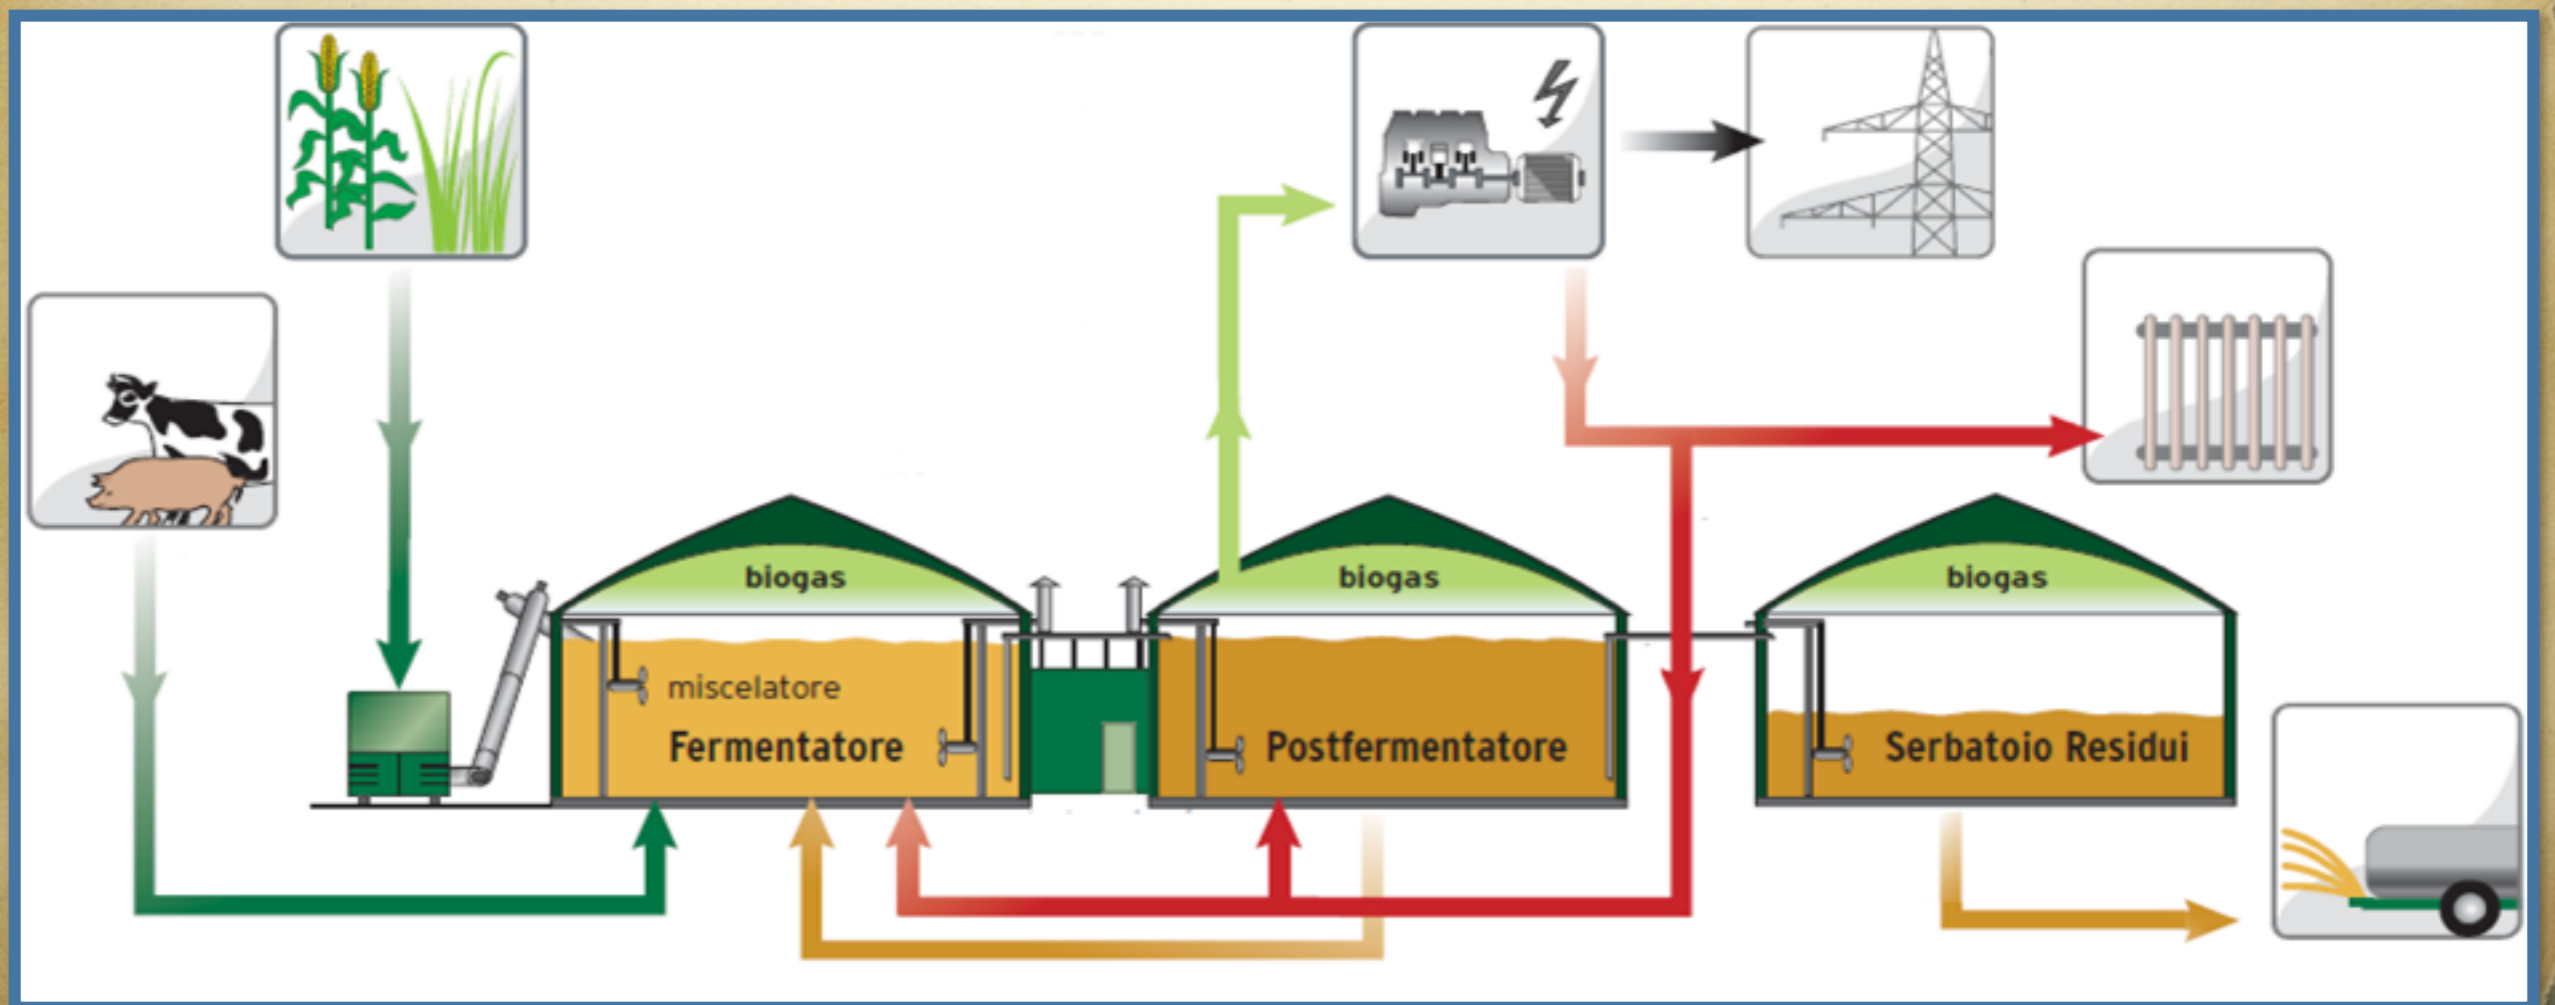 biogas
biogas
biogas
miscelatore
Fermentatore
Postfermentatore
Serbatoio Residui